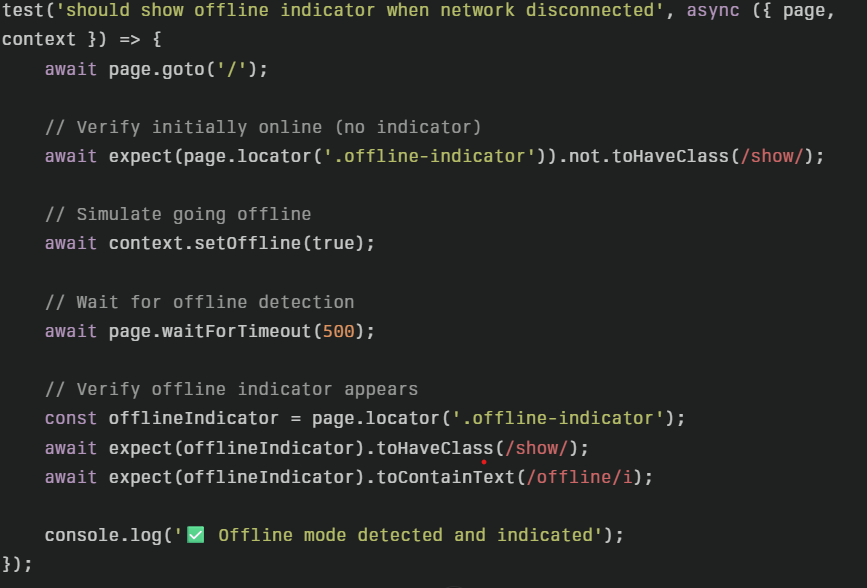 test('should show offline indicator when network disconnected', async ({ page,
context }) => {
    await page.goto('/');

    // Verify initially online (no indicator)
    await expect(page.locator('.offline-indicator')).not.toHaveClass(/show/);

    // Simulate going offline
    await context.setOffline(true);

    // Wait for offline detection
    await page.waitForTimeout(500);

    // Verify offline indicator appears
    const offlineIndicator = page.locator('.offline-indicator');
    await expect(offlineIndicator).toHaveClass(/show/);
    await expect(offlineIndicator).toContainText(/offline/i);

    console.log('✅ Offline mode detected and indicated');
});